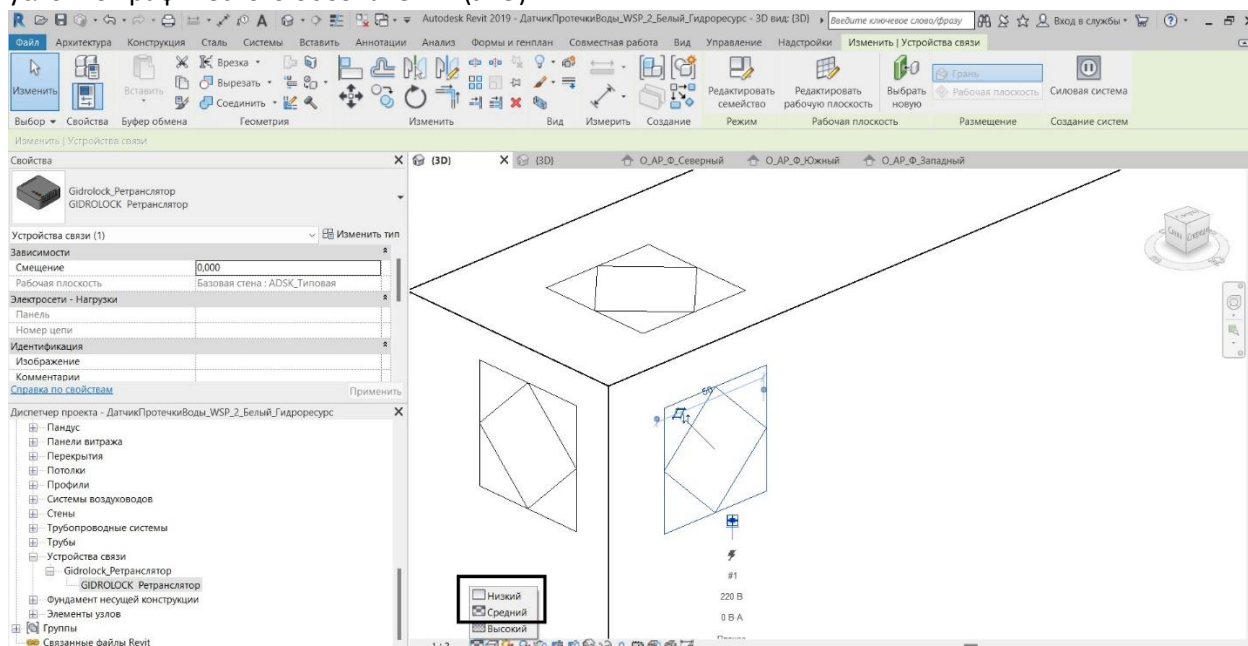 Autodesk Revit 2019 - ДатчикПротечкиВоды_WSP_2_Белый_Гидроресурс - 3D вид: {3D}
Введите ключевое слово/фразу
Вход в службы
Файл Архитектура Конструкция Сталь Системы Вставить Аннотации Анализ Формы и генплан Совместная работа Вид Управление Надстройки Изменить | Устройства связи
Изменить
Вставить
Врезка
Вырезать
Соединить
Редактировать семейство
Редактировать рабочую плоскость
Выбрать новую
Грань
Рабочая плоскость
Силовая система
Выбор Свойства Буфер обмена Геометрия Изменить Вид Измерить Создание Режим Рабочая плоскость Размещение Создание систем
Изменить | Устройства связи
Свойства
{3D} {3D} О_АР_Ф_Северный О_АР_Ф_Южный О_АР_Ф_Западный
Gidrolock_Ретранслятор
GIDROLOCK Ретранслятор
Устройства связи (1) Изменить тип
Зависимости
Смещение 0,000
Рабочая плоскость Базовая стена : ADSK_Типовая
Электросети - Нагрузки
Панель
Номер цепи
Идентификация
Изображение
Комментарии
Справка по свойствам Применить
Диспетчер проекта - ДатчикПротечкиВоды_WSP_2_Белый_Гидроресурс
Пандус
Панели витража
Перекрытия
Потолки
Профили
Системы воздуховодов
Стены
Трубопроводные системы
Трубы
Устройства связи
Gidrolock_Ретранслятор
GIDROLOCK Ретранслятор
Фундамент несущей конструкции
Элементы узлов
Группы
Связанные файлы Revit
#1
220 В
0 В А
Низкий
Средний
Высокий